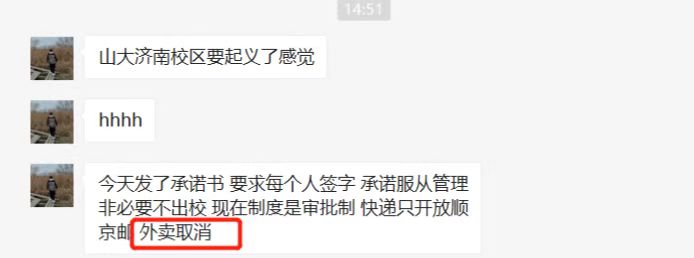 14:51
山大济南校区要起义了感觉
hhhh
今天发了承诺书 要求每个人签字 承诺服从管理
非必要不出校 现在制度是审批制 快递只开放顺
京邮 外卖取消